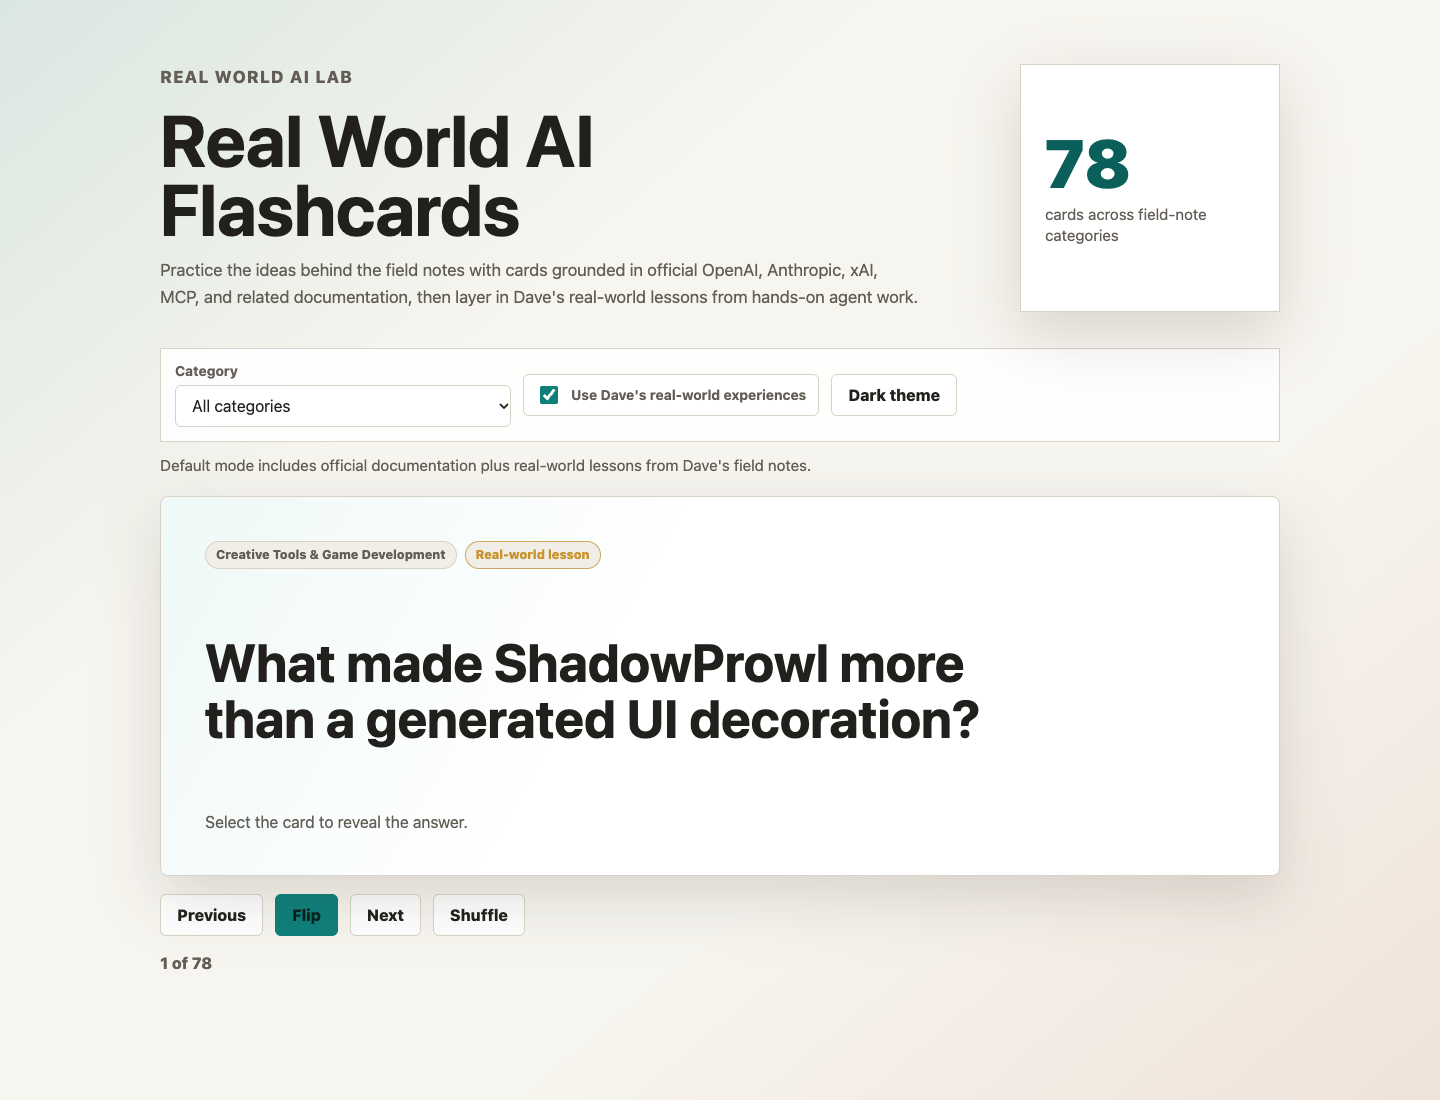 REAL WORLD AI LAB
Real World AI
Flashcards
Practice the ideas behind the field notes with cards grounded in official OpenAI, Anthropic, xAI,
MCP, and related documentation, then layer in Dave's real-world lessons from hands-on agent work.
78
cards across field-note
categories
Category
All categories
Use Dave's real-world experiences
Dark theme
Default mode includes official documentation plus real-world lessons from Dave's field notes.
Creative Tools & Game Development
Real-world lesson
What made ShadowProwl more
than a generated UI decoration?
Select the card to reveal the answer.
Previous
Flip
Next
Shuffle
1 of 78